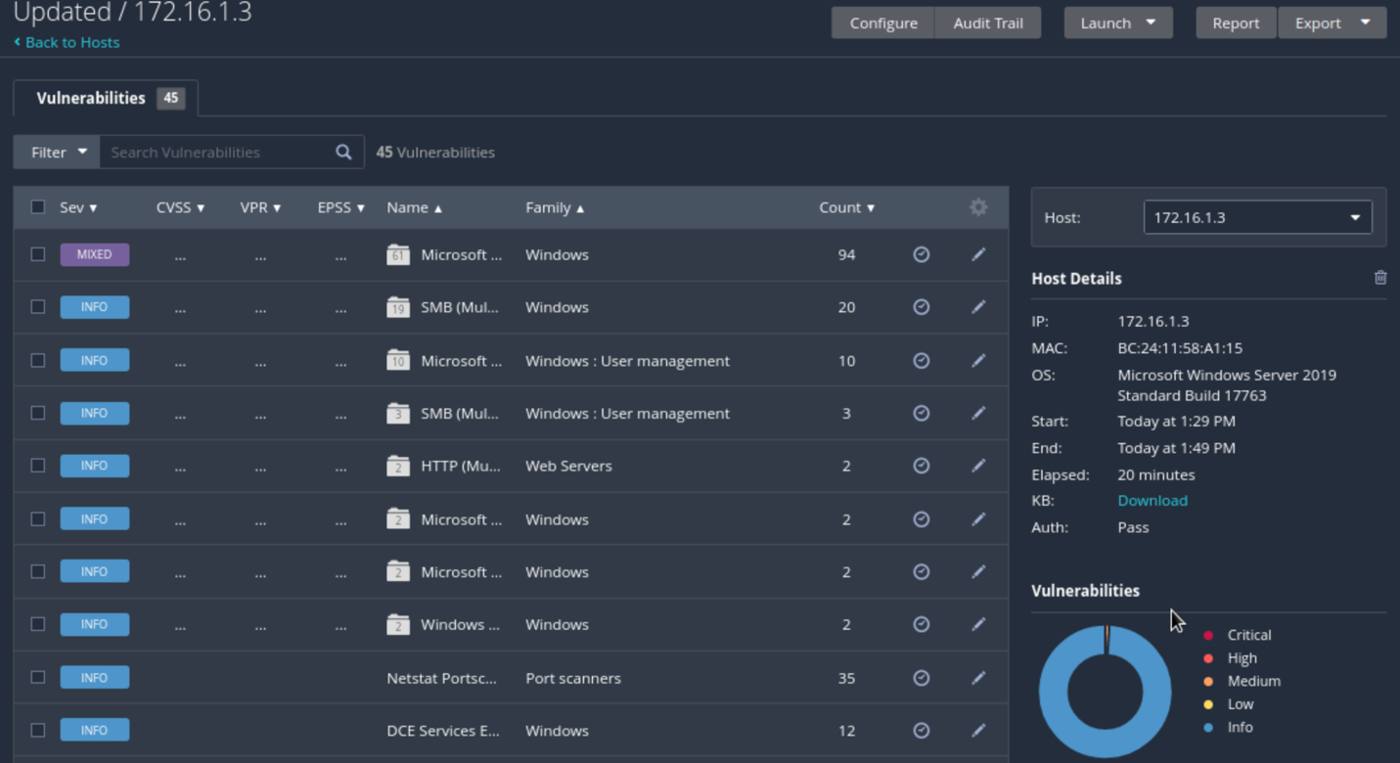 Updated / 172.16.1.3
Back to Hosts
Configure Audit Trail Launch Report Export
Vulnerabilities 45
Filter Search Vulnerabilities 45 Vulnerabilities
Sev CVSS VPR EPSS Name Family Count
MIXED ... ... ... 61 Microsoft ... Windows 94
INFO ... ... ... 19 SMB (Mul... Windows 20
INFO ... ... ... 10 Microsoft ... Windows : User management 10
INFO ... ... ... 3 SMB (Mul... Windows : User management 3
INFO ... ... ... 2 HTTP (Mu... Web Servers 2
INFO ... ... ... 2 Microsoft ... Windows 2
INFO ... ... ... 2 Microsoft ... Windows 2
INFO ... ... ... 2 Windows ... Windows 2
INFO Netstat Portsc... Port scanners 35
INFO DCE Services E... Windows 12
Host: 172.16.1.3
Host Details
IP: 172.16.1.3
MAC: BC:24:11:58:A1:15
OS: Microsoft Windows Server 2019
Standard Build 17763
Start: Today at 1:29 PM
End: Today at 1:49 PM
Elapsed: 20 minutes
KB: Download
Auth: Pass
Vulnerabilities
Critical
High
Medium
Low
Info